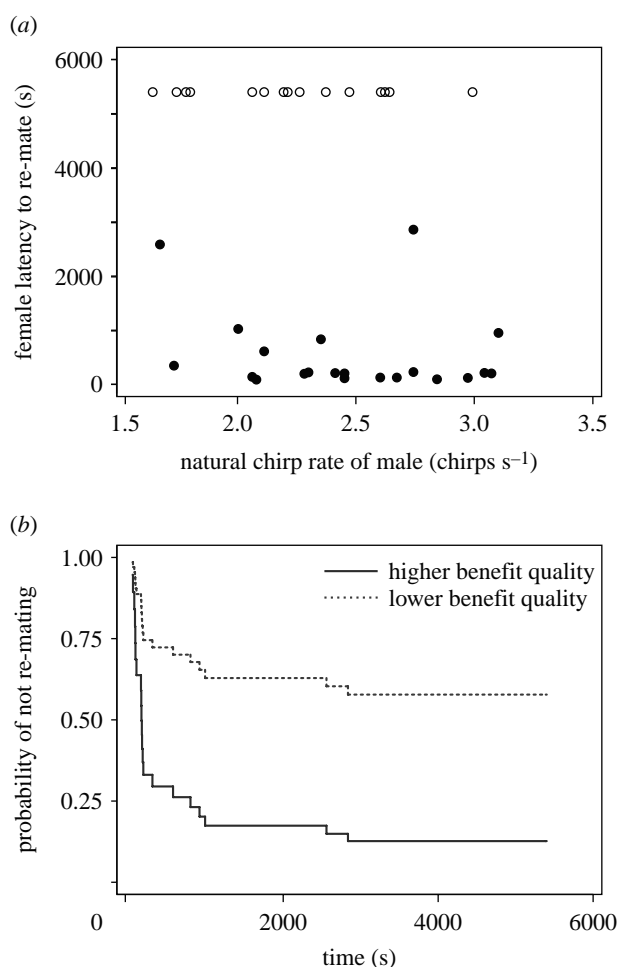 (a)
female latency to re-mate (s)
6000
4000
2000
0
1.5 2.0 2.5 3.0 3.5
natural chirp rate of male (chirps s–1)
(b)
probability of not re-mating
1.00
0.75
0.50
0.25
higher benefit quality
lower benefit quality
0 2000 4000 6000
time (s)